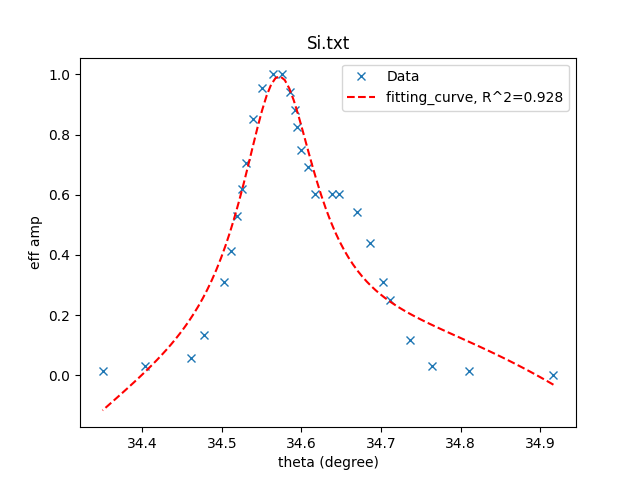 Si.txt
Data
fitting_curve, R^2=0.928
eff amp
1.0
0.8
0.6
0.4
0.2
0.0
34.4 34.5 34.6 34.7 34.8 34.9
theta (degree)